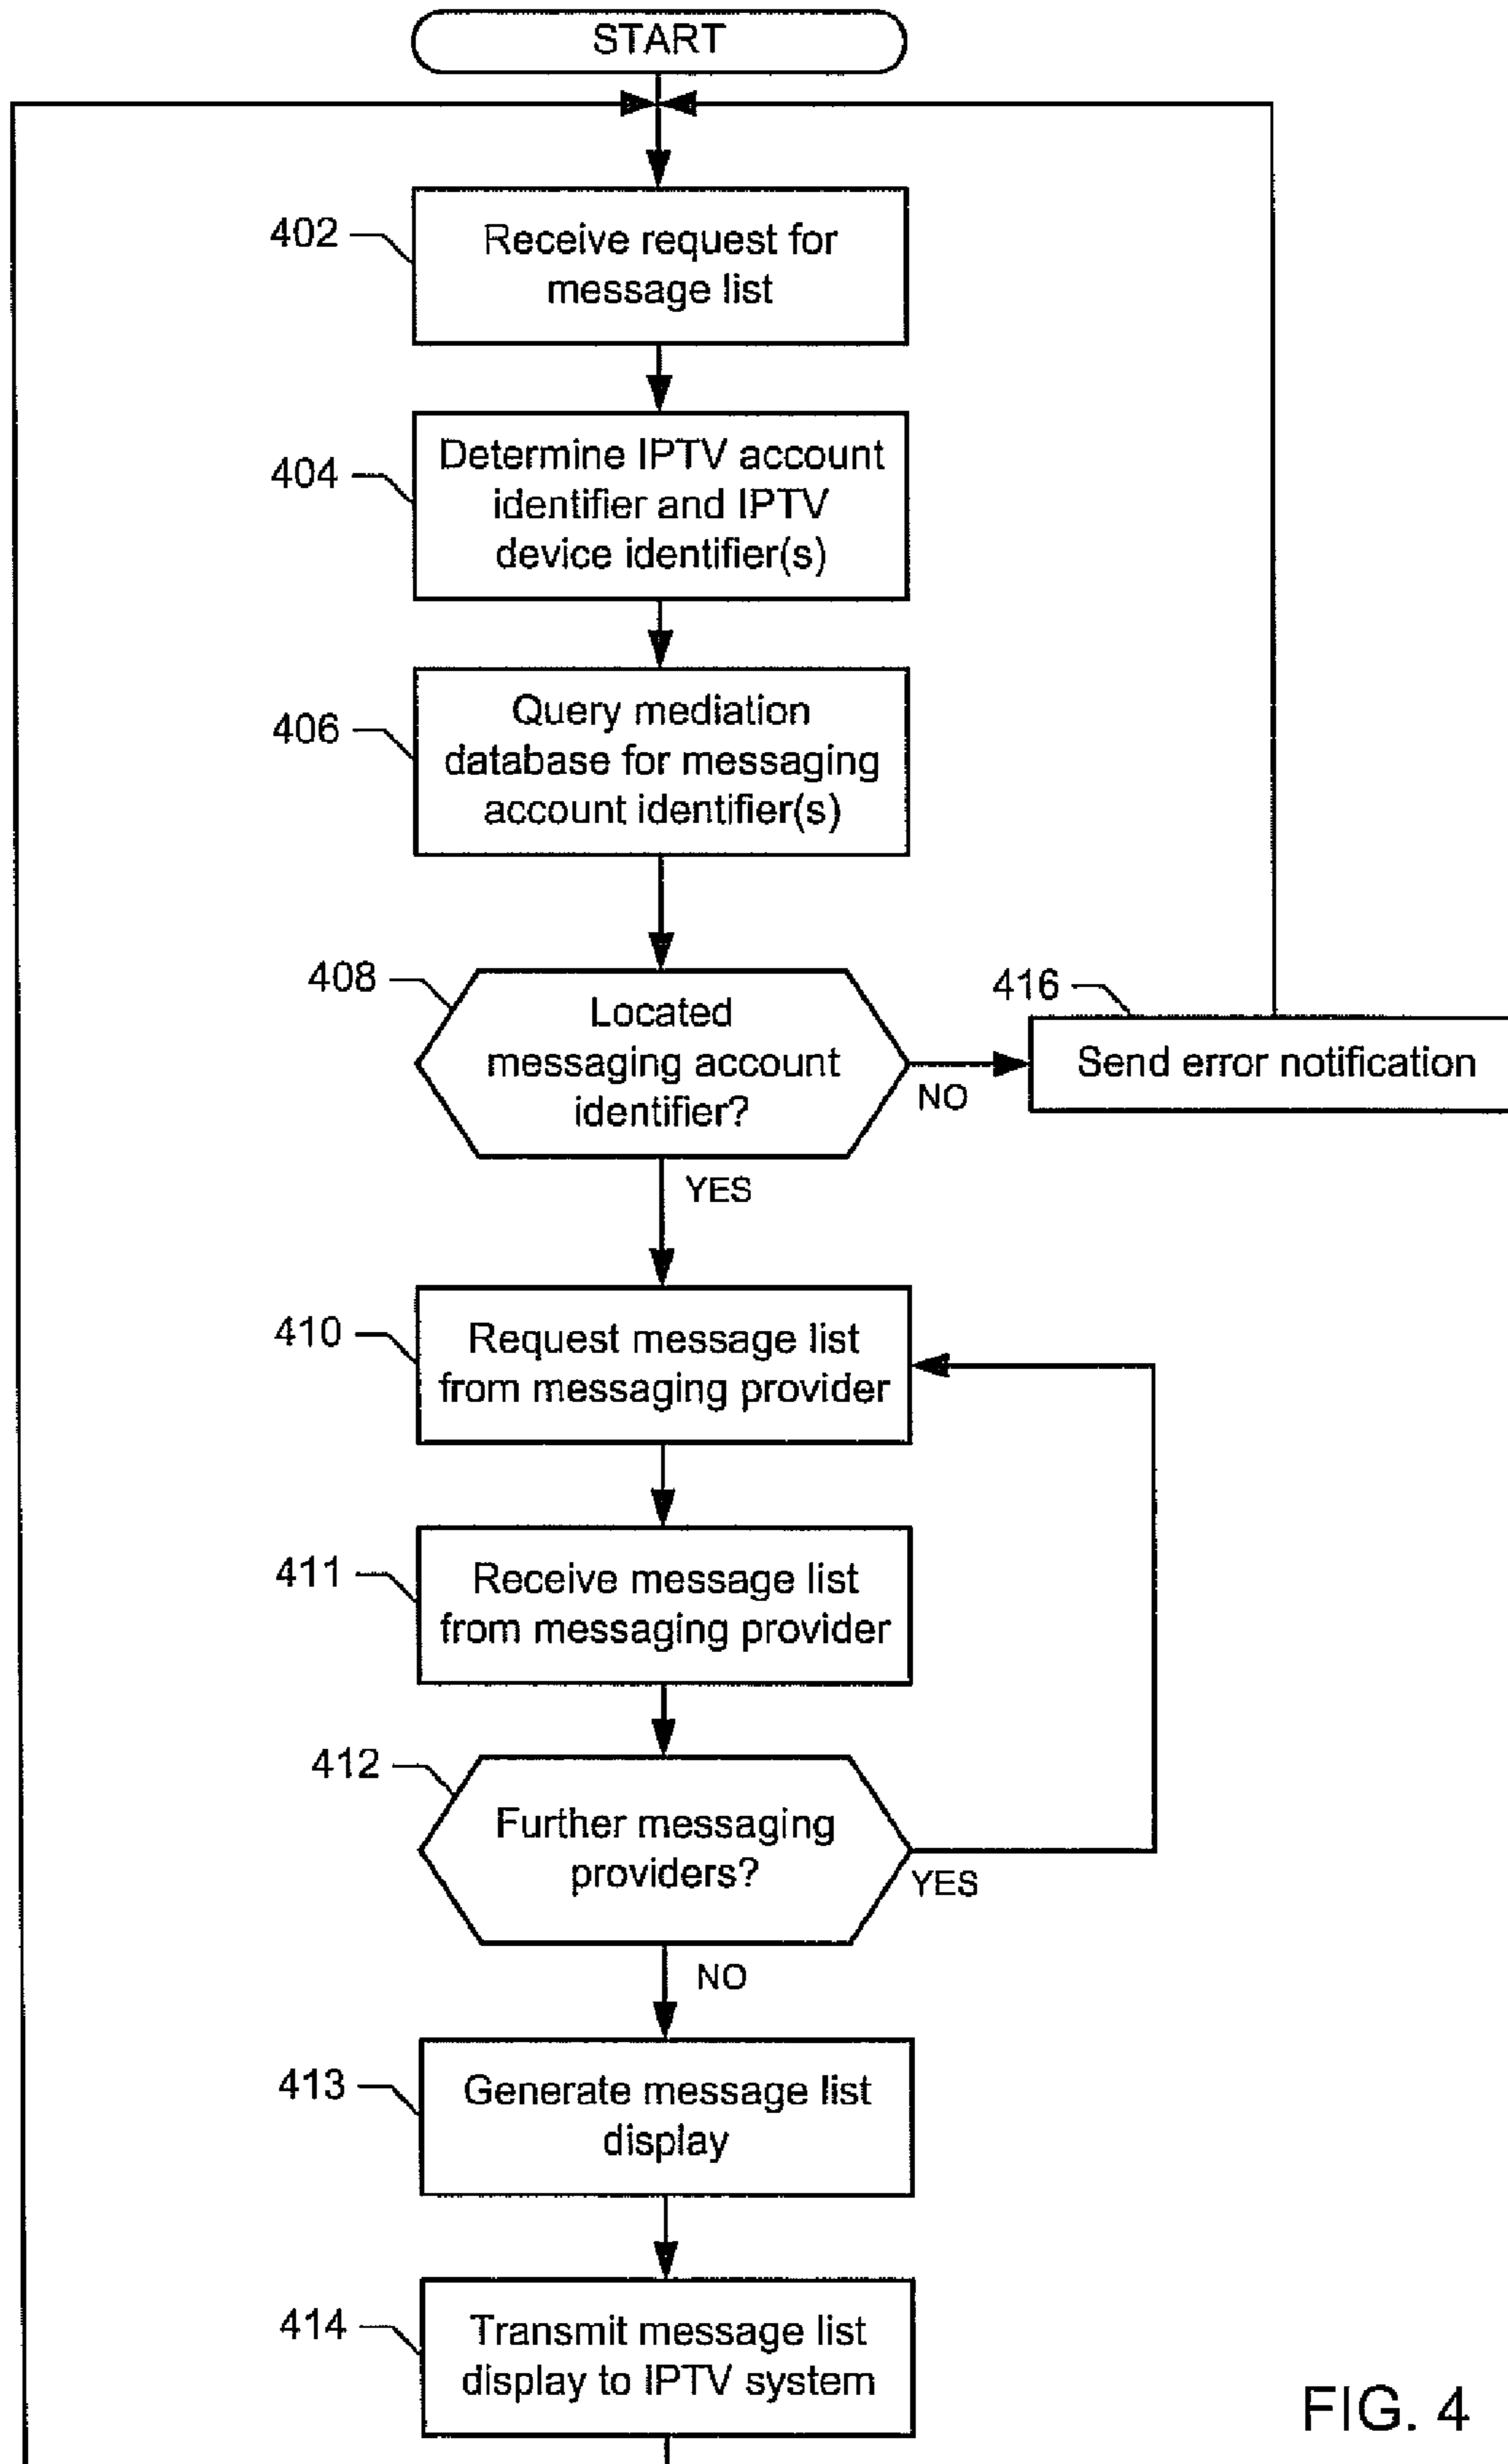 START
402
Receive request for
message list
404
Determine IPTV account
identifier and IPTV
device identifier(s)
406
Query mediation
database for messaging
account identifier(s)
408
Located
messaging account
identifier?
NO
416
Send error notification
YES
410
Request message list
from messaging provider
411
Receive message list
from messaging provider
412
Further messaging
providers?
YES
NO
413
Generate message list
display
414
Transmit message list
display to IPTV system
FIG. 4